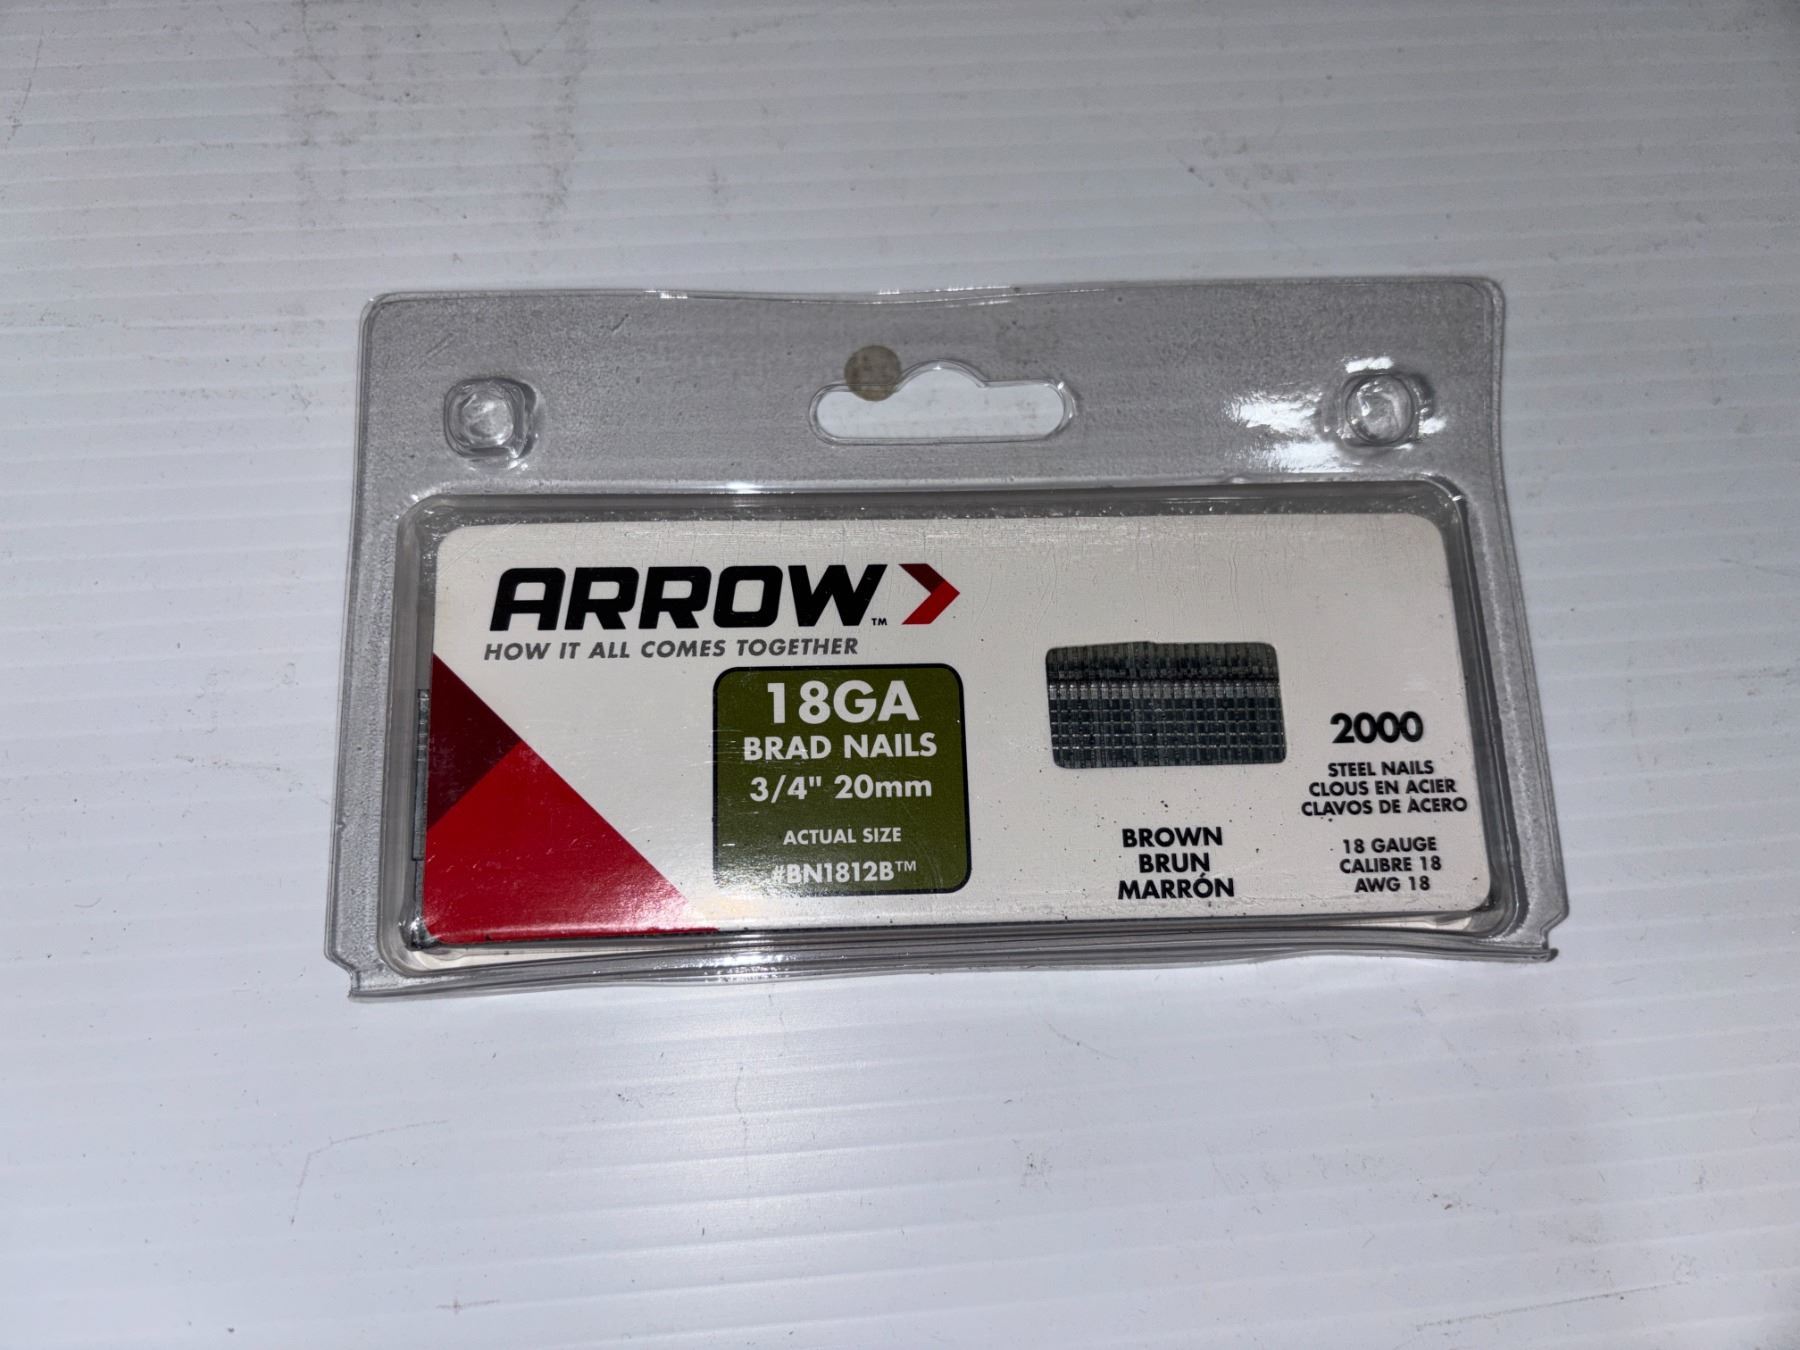 ARROW™
HOW IT ALL COMES TOGETHER
18GA
BRAD NAILS
3/4" 20mm
ACTUAL SIZE
#BN1812B™
BROWN
BRUN
MARRÓN
2000
STEEL NAILS
CLOUS EN ACIER
CLAVOS DE ACERO
18 GAUGE
CALIBRE 18
AWG 18